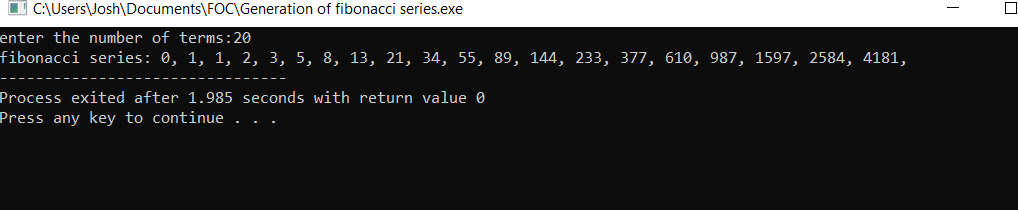 C:\Users\Josh\Documents\FOC\Generation of fibonacci series.exe
enter the number of terms:20
fibonacci series: 0, 1, 1, 2, 3, 5, 8, 13, 21, 34, 55, 89, 144, 233, 377, 610, 987, 1597, 2584, 4181,
--------------------------------
Process exited after 1.985 seconds with return value 0
Press any key to continue . . .